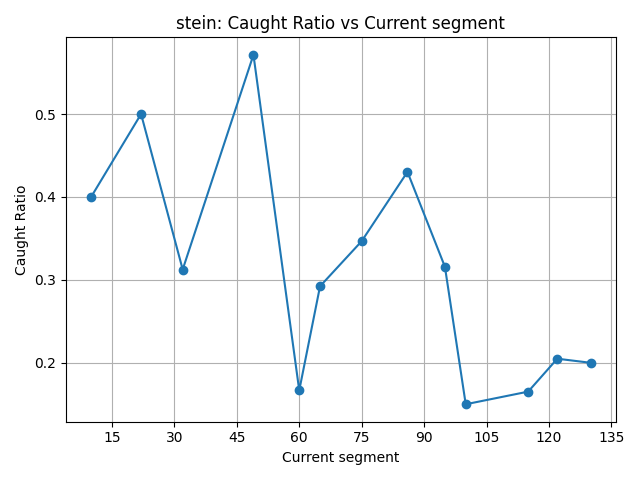 stein: Caught Ratio vs Current segment
0.5
0.4
0.3
0.2
Caught Ratio
15 30 45 60 75 90 105 120 135
Current segment